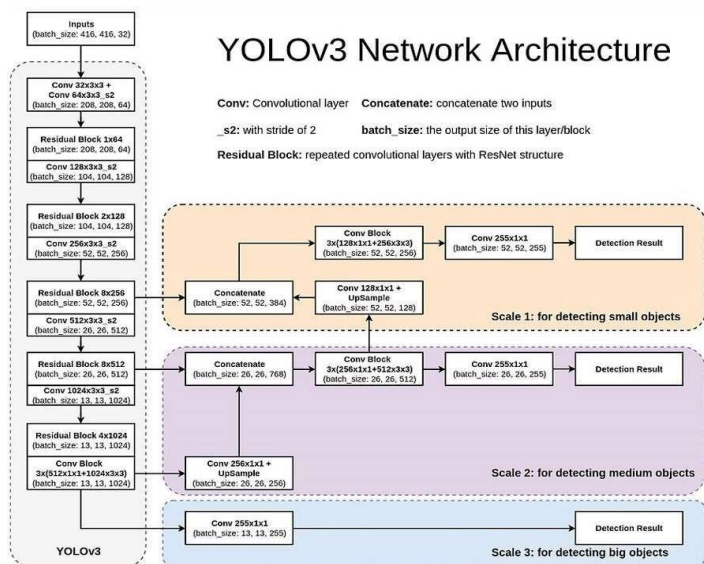 Inputs
(batch_size: 416, 416, 32)
YOLOv3 Network Architecture
Conv: Convolutional layer Concatenate: concatenate two inputs
_s2: with stride of 2 batch_size: the output size of this layer/block
Residual Block: repeated convolutional layers with ResNet structure
Conv 32x3x3 +
Conv 64x3x3_s2
(batch_size: 208, 208, 64)
Residual Block 1x64
(batch_size: 208, 208, 64)
Conv 128x3x3_s2
(batch_size: 104, 104, 128)
Residual Block 2x128
(batch_size: 104, 104, 128)
Conv 256x3x3_s2
(batch_size: 52, 52, 256)
Residual Block 8x256
(batch_size: 52, 52, 256)
Conv 512x3x3_s2
(batch_size: 26, 26, 512)
Residual Block 8x512
(batch_size: 26, 26, 512)
Conv 1024x3x3_s2
(batch_size: 13, 13, 1024)
Residual Block 4x1024
(batch_size: 13, 13, 1024)
Conv Block
3x(512x1x1+1024x3x3)
(batch_size: 13, 13, 1024)
YOLOv3
Conv Block
3x(128x1x1+256x3x3)
(batch_size: 52, 52, 256)
Conv 255x1x1
(batch_size: 52, 52, 255)
Detection Result
Concatenate
(batch_size: 52, 52, 384)
Conv 128x1x1 +
UpSample
(batch_size: 52, 52, 128)
Scale 1: for detecting small objects
Concatenate
(batch_size: 26, 26, 768)
Conv Block
3x(256x1x1+512x3x3)
(batch_size: 26, 26, 512)
Conv 255x1x1
(batch_size: 26, 26, 255)
Detection Result
Conv 256x1x1 +
UpSample
(batch_size: 26, 26, 256)
Scale 2: for detecting medium objects
Conv 255x1x1
(batch_size: 13, 13, 255)
Detection Result
Scale 3: for detecting big objects